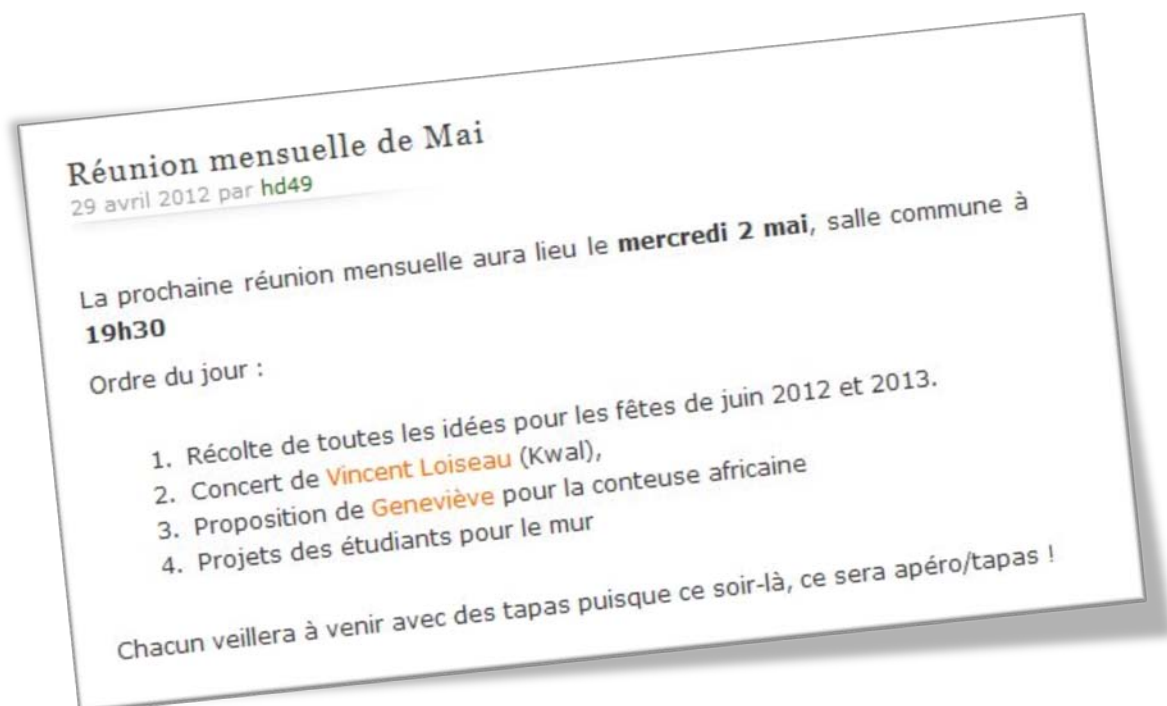 Réunion mensuelle de Mai
29 avril 2012 par hd49
La prochaine réunion mensuelle aura lieu le mercredi 2 mai, salle commune à
19h30
Ordre du jour :
1. Récolte de toutes les idées pour les fêtes de juin 2012 et 2013.
2. Concert de Vincent Loiseau (Kwal),
3. Proposition de Geneviève pour la conteuse africaine
4. Projets des étudiants pour le mur
Chacun veillera à venir avec des tapas puisque ce soir-là, ce sera apéro/tapas !